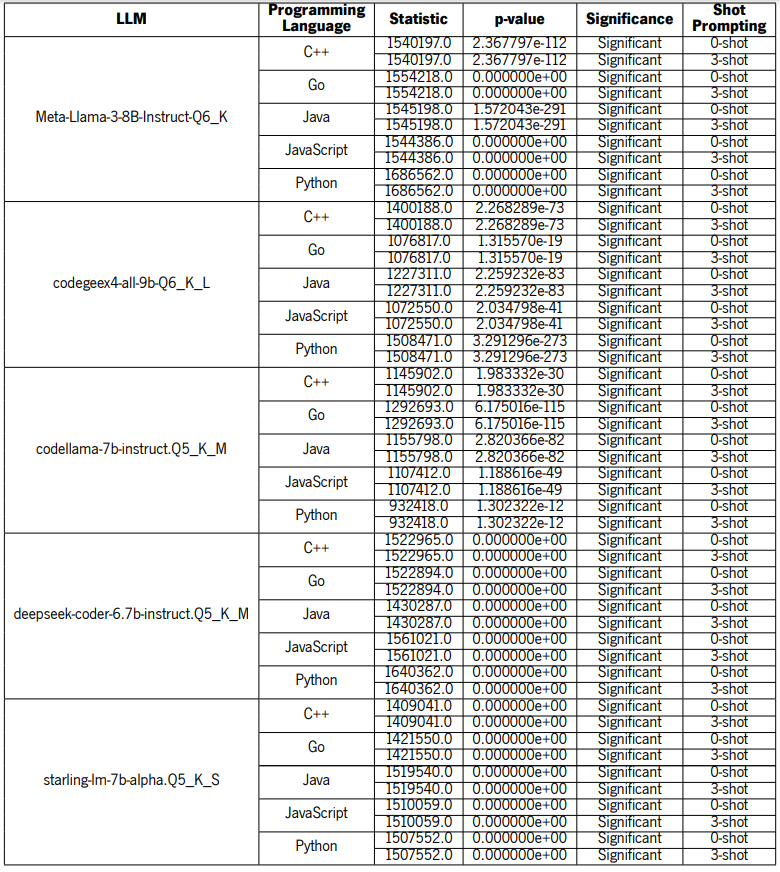 LLM Programming Language Statistic p-value Significance Shot Prompting
Meta-Llama-3-8B-Instruct-Q6_K
C++
1540197.0 2.367797e-112 Significant 0-shot
1540197.0 2.367797e-112 Significant 3-shot
Go
1554218.0 0.000000e+00 Significant 0-shot
1554218.0 0.000000e+00 Significant 3-shot
Java
1545198.0 1.572043e-291 Significant 0-shot
1545198.0 1.572043e-291 Significant 3-shot
JavaScript
1544386.0 0.000000e+00 Significant 0-shot
1544386.0 0.000000e+00 Significant 3-shot
Python
1686562.0 0.000000e+00 Significant 0-shot
1686562.0 0.000000e+00 Significant 3-shot
codegeex4-all-9b-Q6_K_L
C++
1400188.0 2.268289e-73 Significant 0-shot
1400188.0 2.268289e-73 Significant 3-shot
Go
1076817.0 1.315570e-19 Significant 0-shot
1076817.0 1.315570e-19 Significant 3-shot
Java
1227311.0 2.259232e-83 Significant 0-shot
1227311.0 2.259232e-83 Significant 3-shot
JavaScript
1072550.0 2.034798e-41 Significant 0-shot
1072550.0 2.034798e-41 Significant 3-shot
Python
1508471.0 3.291296e-273 Significant 0-shot
1508471.0 3.291296e-273 Significant 3-shot
codellama-7b-instruct.Q5_K_M
C++
1145902.0 1.983332e-30 Significant 0-shot
1145902.0 1.983332e-30 Significant 3-shot
Go
1292693.0 6.175016e-115 Significant 0-shot
1292693.0 6.175016e-115 Significant 3-shot
Java
1155798.0 2.820366e-82 Significant 0-shot
1155798.0 2.820366e-82 Significant 3-shot
JavaScript
1107412.0 1.188616e-49 Significant 0-shot
1107412.0 1.188616e-49 Significant 3-shot
Python
932418.0 1.302322e-12 Significant 0-shot
932418.0 1.302322e-12 Significant 3-shot
deepseek-coder-6.7b-instruct.Q5_K_M
C++
1522965.0 0.000000e+00 Significant 0-shot
1522965.0 0.000000e+00 Significant 3-shot
Go
1522894.0 0.000000e+00 Significant 0-shot
1522894.0 0.000000e+00 Significant 3-shot
Java
1430287.0 0.000000e+00 Significant 0-shot
1430287.0 0.000000e+00 Significant 3-shot
JavaScript
1561021.0 0.000000e+00 Significant 0-shot
1561021.0 0.000000e+00 Significant 3-shot
Python
1640362.0 0.000000e+00 Significant 0-shot
1640362.0 0.000000e+00 Significant 3-shot
starling-lm-7b-alpha.Q5_K_S
C++
1409041.0 0.000000e+00 Significant 0-shot
1409041.0 0.000000e+00 Significant 3-shot
Go
1421550.0 0.000000e+00 Significant 0-shot
1421550.0 0.000000e+00 Significant 3-shot
Java
1519540.0 0.000000e+00 Significant 0-shot
1519540.0 0.000000e+00 Significant 3-shot
JavaScript
1510059.0 0.000000e+00 Significant 0-shot
1510059.0 0.000000e+00 Significant 3-shot
Python
1507552.0 0.000000e+00 Significant 0-shot
1507552.0 0.000000e+00 Significant 3-shot